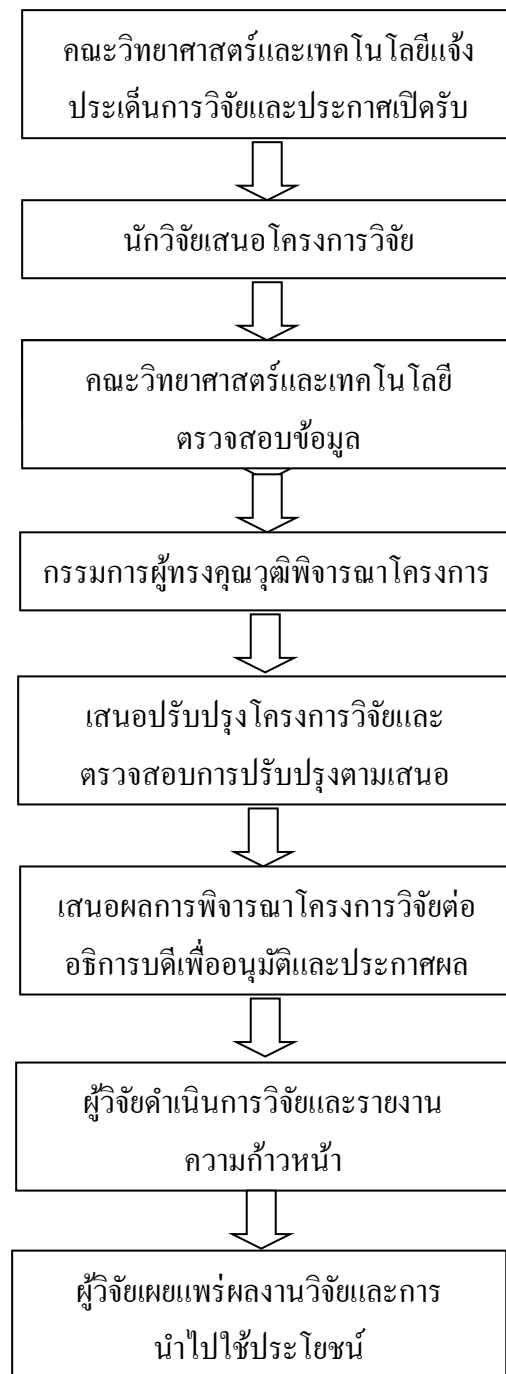 คณะวิทยาศาสตร์และเทคโนโลยีแจ้ง
ประเด็นการวิจัยและประกาศเปิดรับ
นักวิจัยเสนอโครงการวิจัย
คณะวิทยาศาสตร์และเทคโนโลยี
ตรวจสอบข้อมูล
กรรมการผู้ทรงคุณวุฒิพิจารณาโครงการ
เสนอปรับปรุงโครงการวิจัยและ
ตรวจสอบการปรับปรุงตามเสนอ
เสนอผลการพิจารณาโครงการวิจัยต่อ
อธิการบดีเพื่ออนุมัติและประกาศผล
ผู้วิจัยดำเนินการวิจัยและรายงาน
ความก้าวหน้า
ผู้วิจัยเผยแพร่ผลงานวิจัยและการ
นำไปใช้ประโยชน์